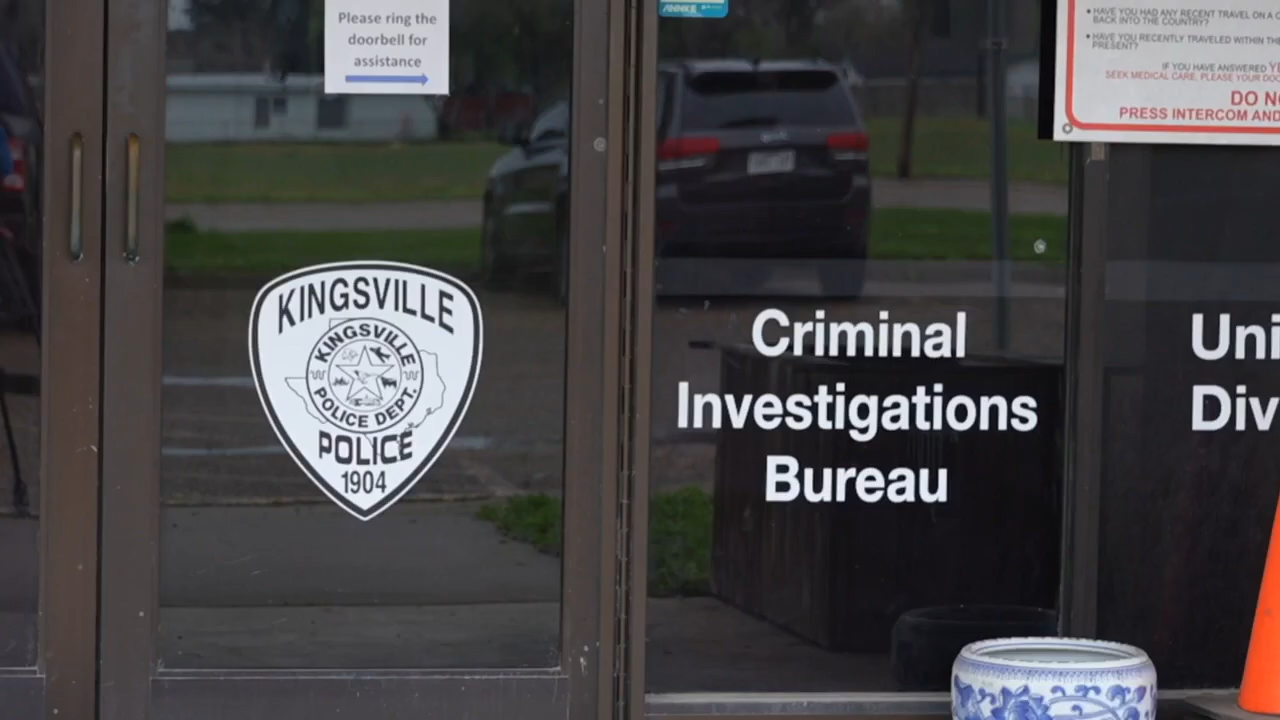 Please ring the
doorbell for
assistance
ANNKE
• HAVE YOU HAD ANY RECENT TRAVEL ON A
BACK INTO THE COUNTRY?
• HAVE YOU RECENTLY TRAVELED WITHIN THE
PRESENT?
IF YOU HAVE ANSWERED
SEEK MEDICAL CARE, PLEASE YOUR
DO
PRESS INTERCOM AND
KINGSVILLE
KINGSVILLE
POLICE DEPT.
POLICE
1904
Criminal
Investigations
Bureau
Uni
Div